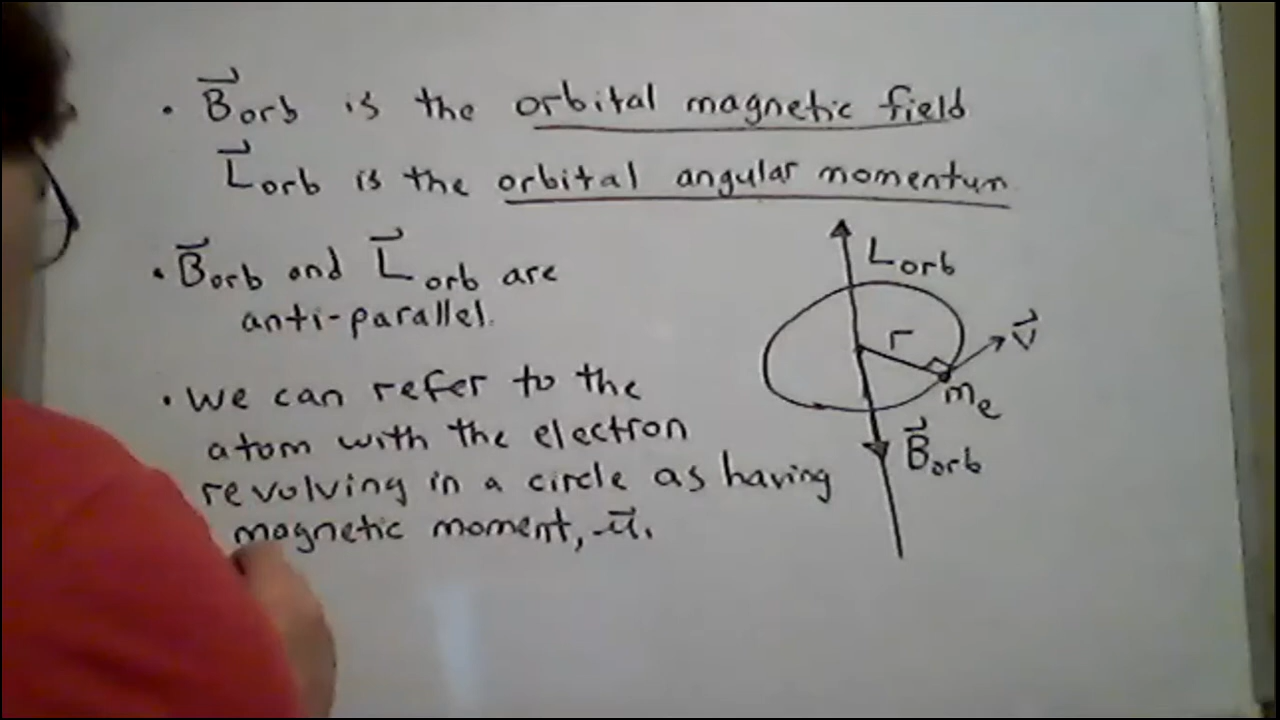 • B⃗orb is the orbital magnetic field
L⃗orb is the orbital angular momentum
• B⃗orb and L⃗orb are
anti-parallel.
• We can refer to the
atom with the electron
revolving in a circle as having
magnetic moment, μ⃗.
Lorb
r
v⃗
me
B⃗orb